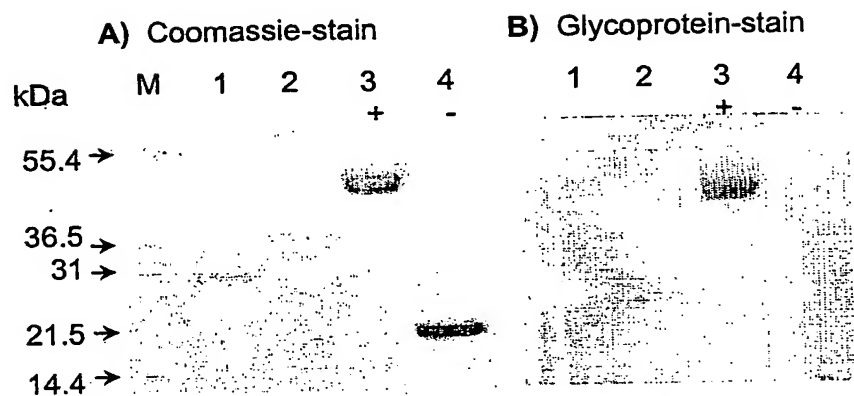 A) Coomassie-stain
B) Glycoprotein-stain
kDa M 1 2 3 4
+ -
1 2 3 4
+ -
55.4
36.5
31
21.5
14.4